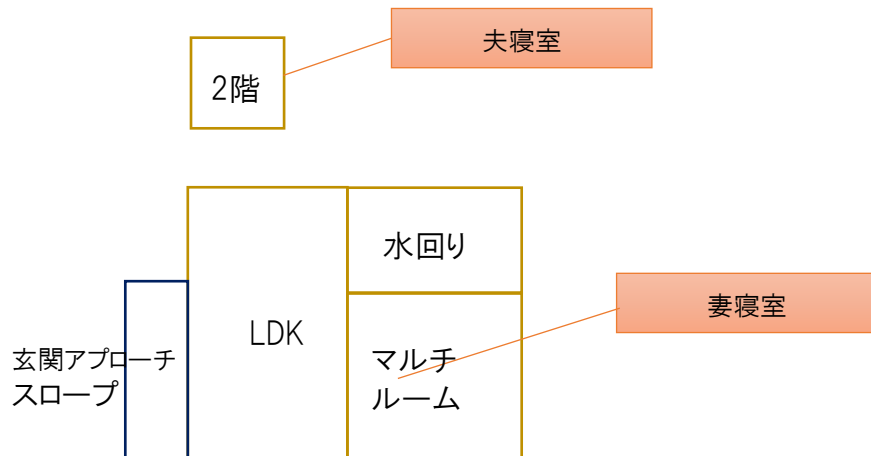 夫寝室
2階
水回り
妻寝室
LDK
玄関アプローチ
スロープ
マルチ
ルーム